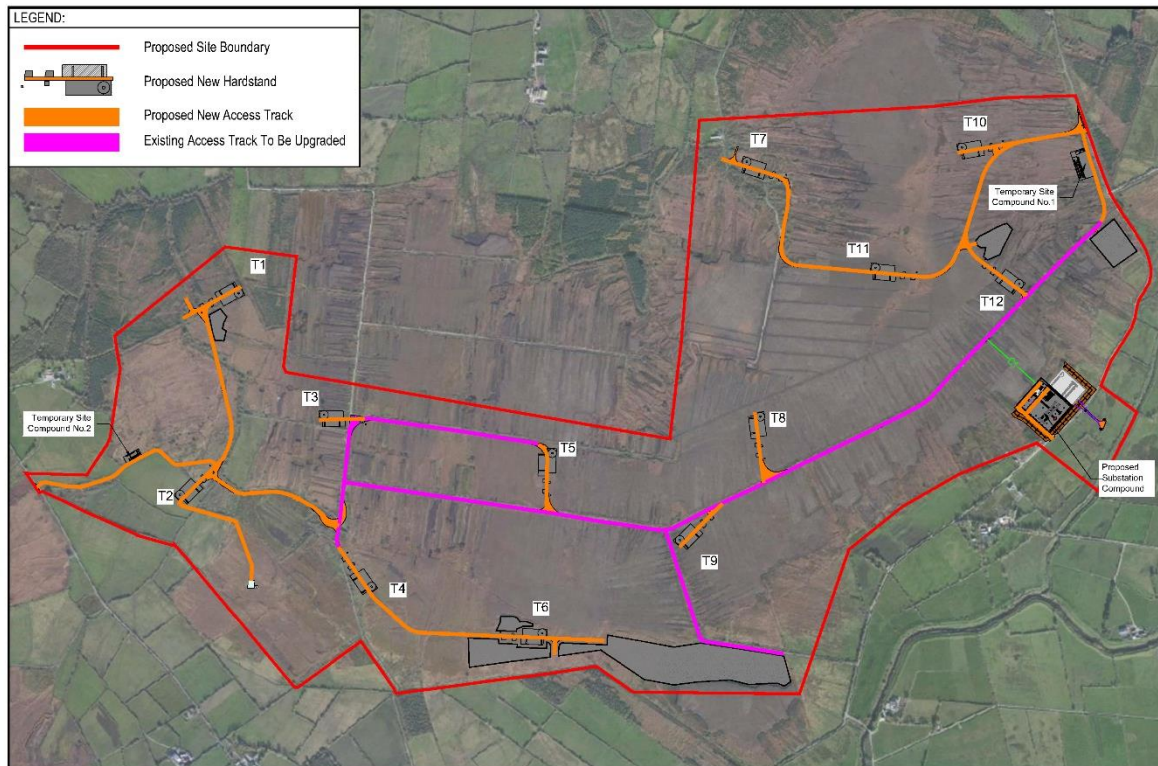 LEGEND:
Proposed Site Boundary
Proposed New Hardstand
Proposed New Access Track
Existing Access Track To Be Upgraded
T7
T10
Temporary Site
Compound No.1
T11
T12
T1
T3
T8
Temporary Site
Compound No.2
T5
T2
Proposed
Substation
Compound
T9
T4
T6